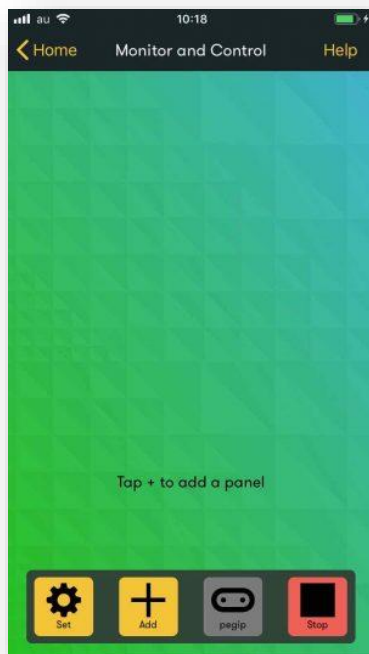 au 10:18
Home Monitor and Control Help
Tap + to add a panel
Set Add pegip Stop